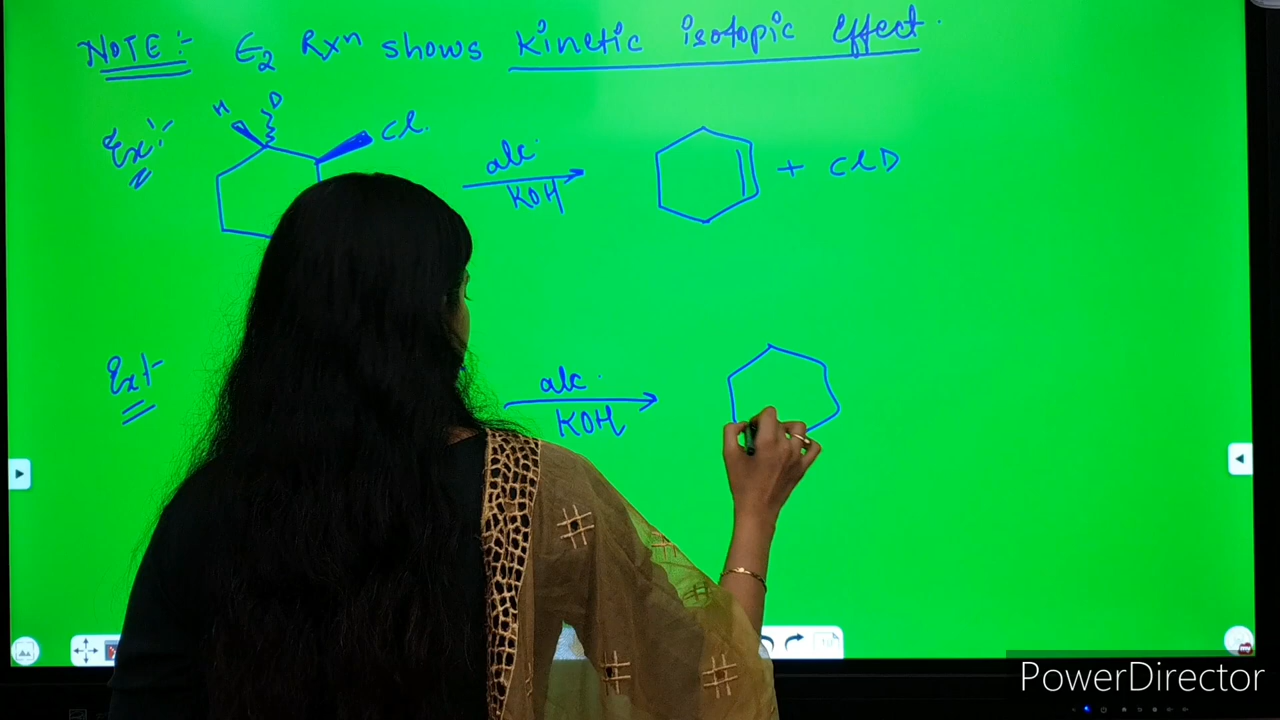 NOTE:- E2 Rxn shows Kinetic isotopic Effect.
Ex:-
H D
Cl.
alc.
KOH
+ ClD
Ex:-
alc.
KOH
PowerDirector